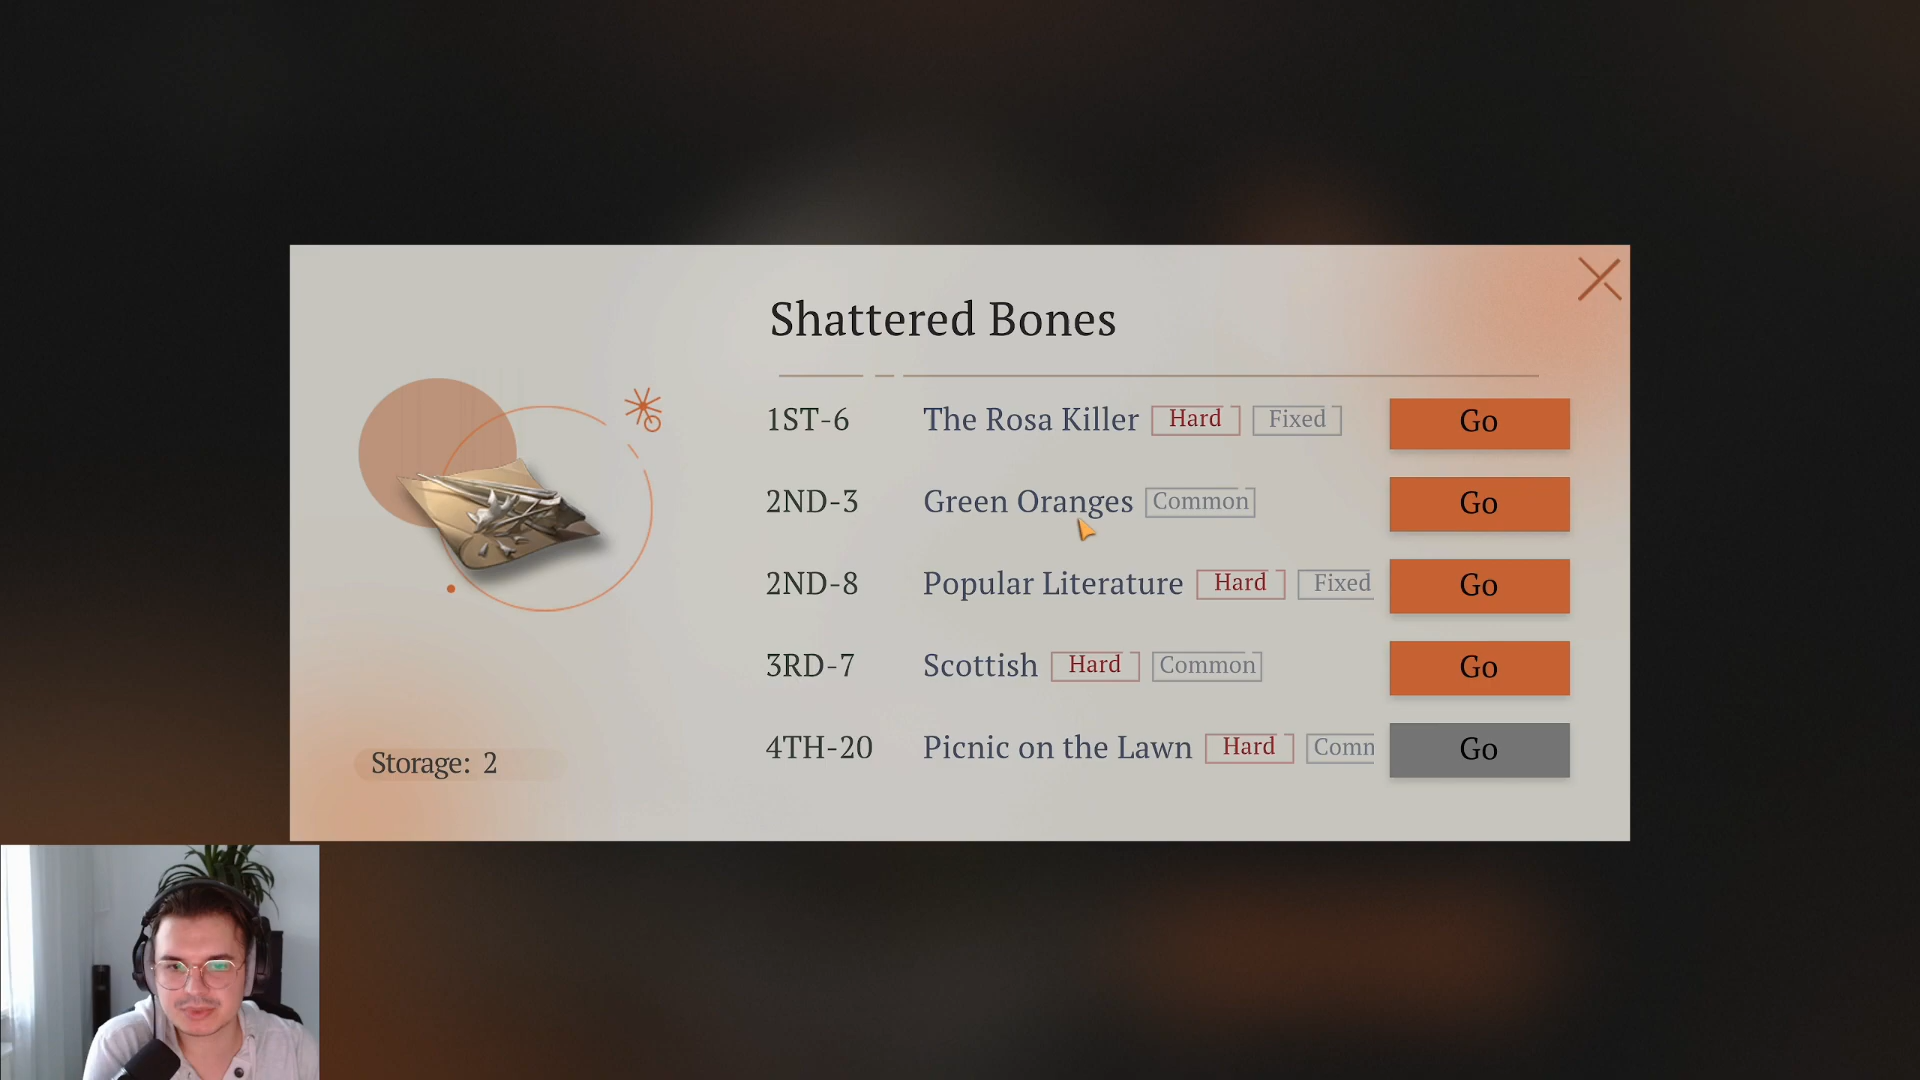 Shattered Bones
1ST-6 The Rosa Killer Hard Fixed Go
2ND-3 Green Oranges Common Go
2ND-8 Popular Literature Hard Fixed Go
3RD-7 Scottish Hard Common Go
4TH-20 Picnic on the Lawn Hard Comm Go
Storage: 2